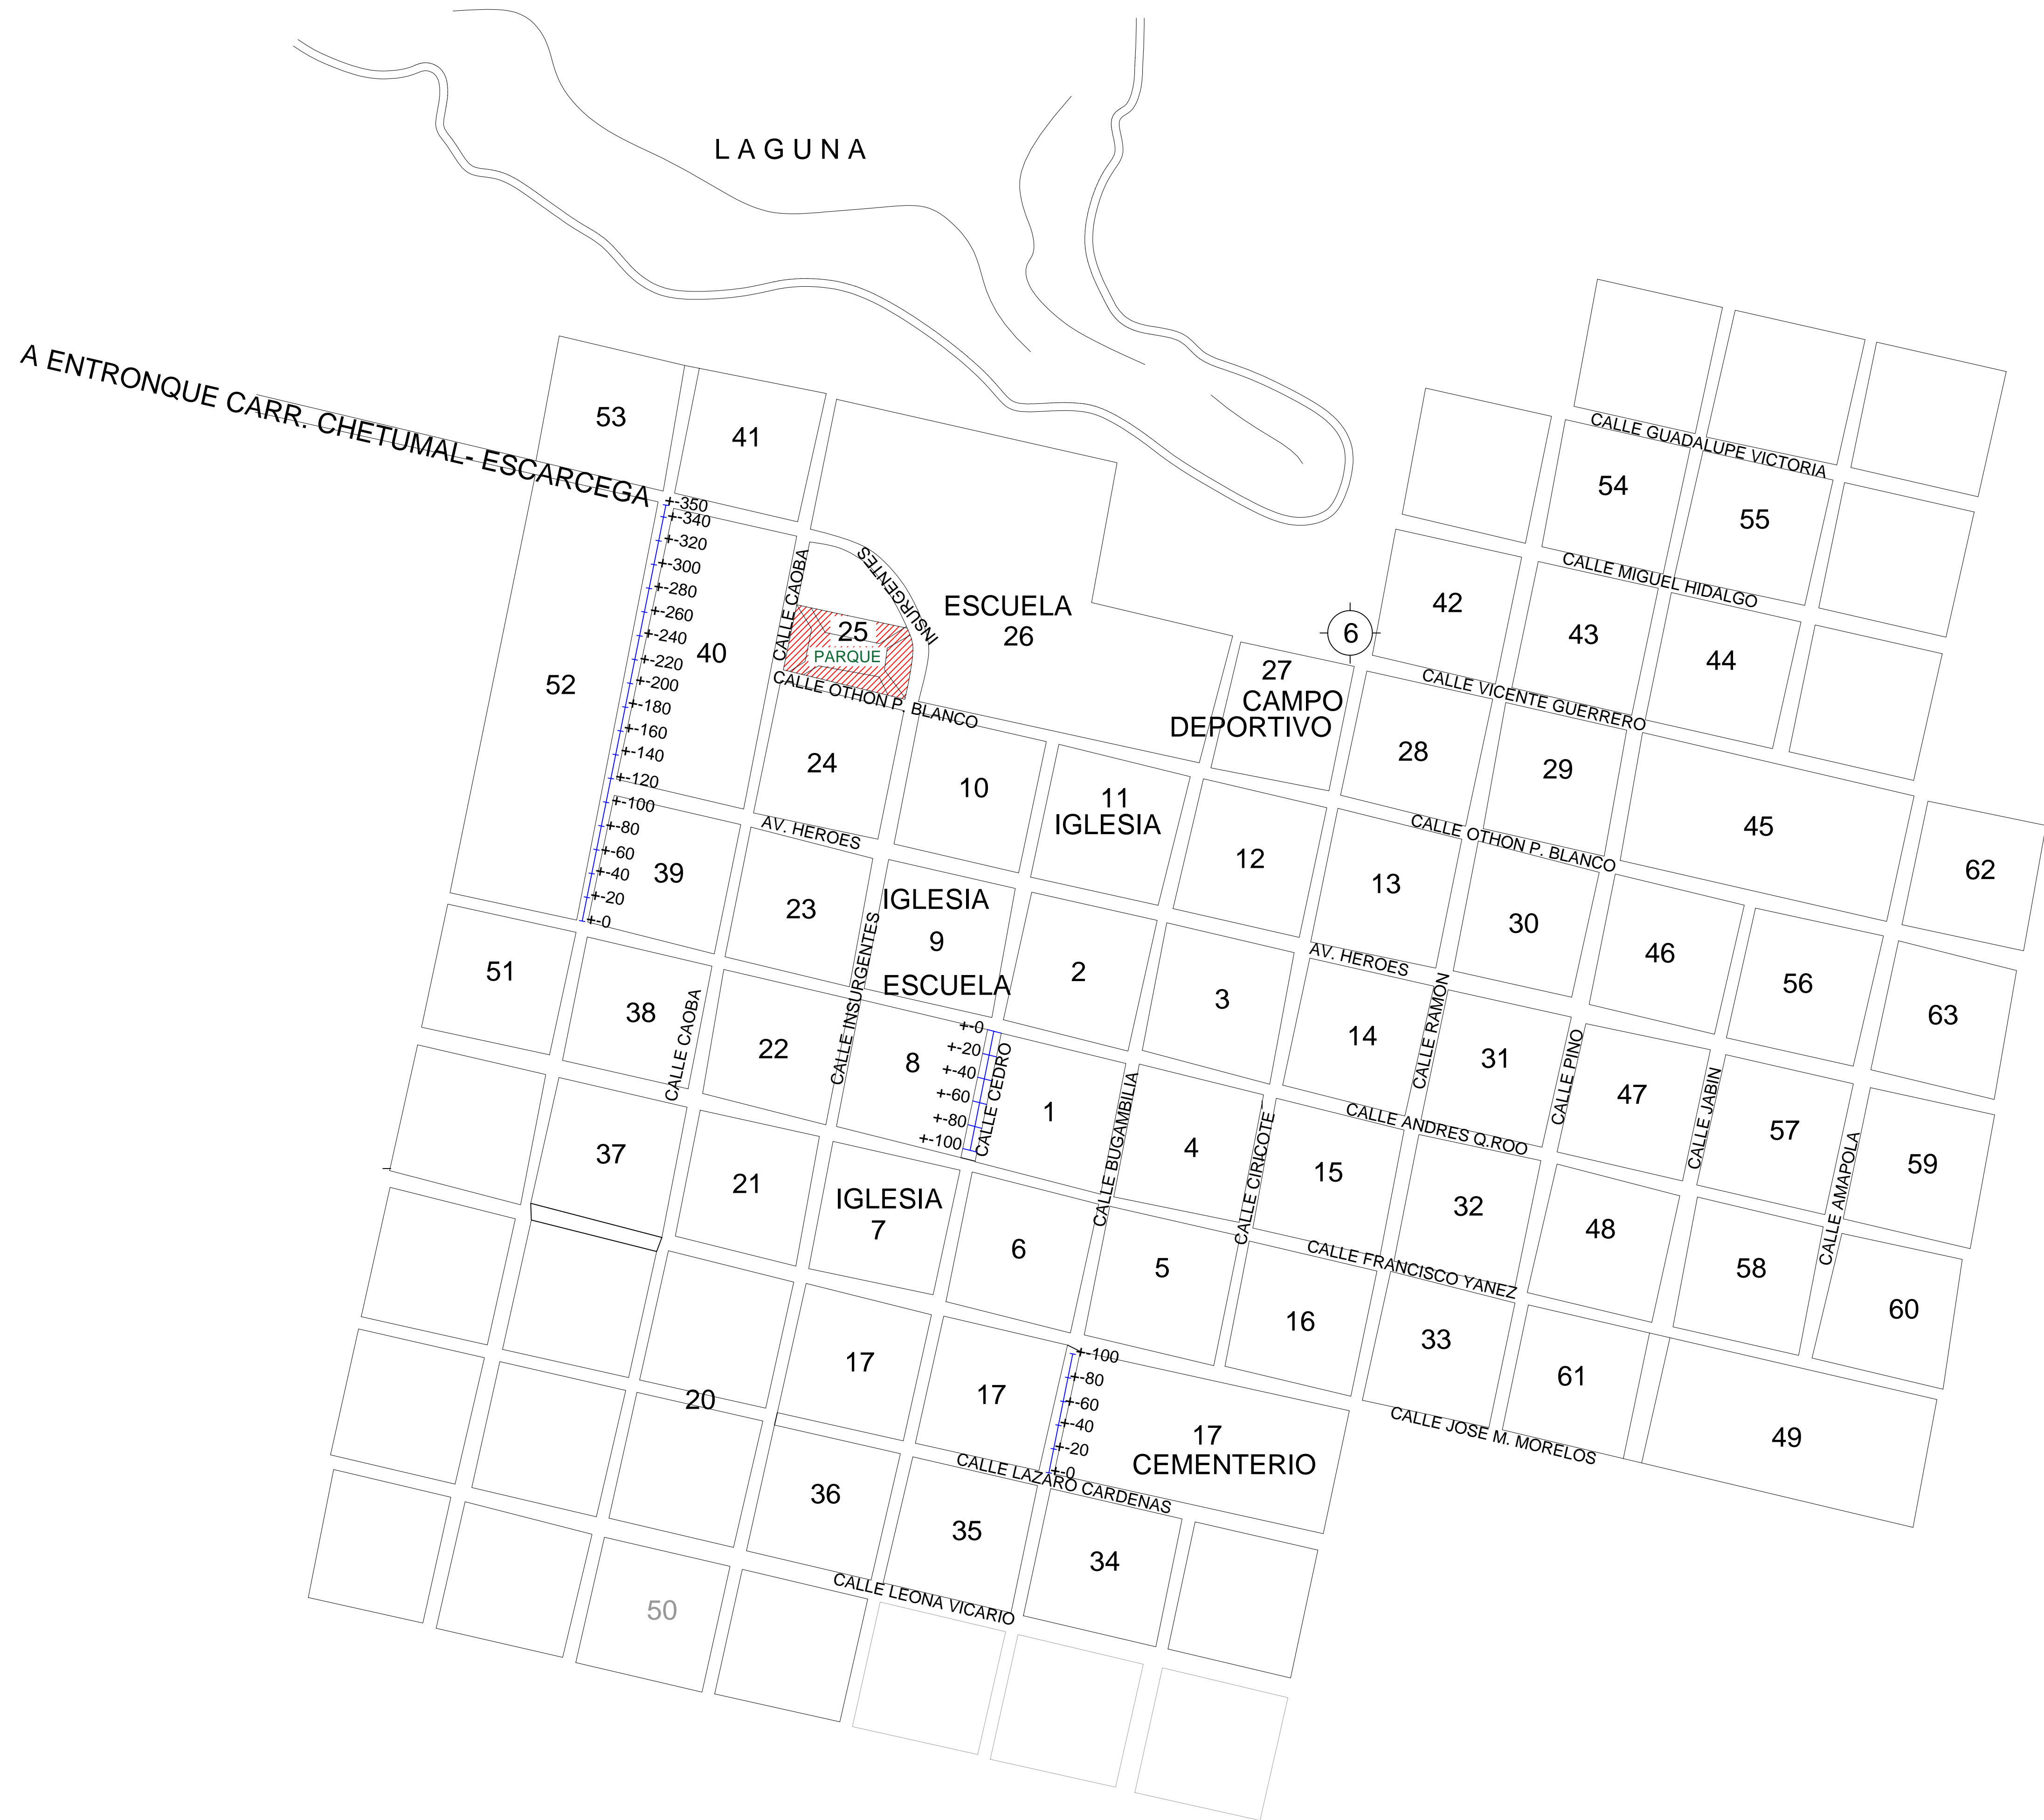 L A G U N A
A ENTRONQUE CARR. CHETUMAL- ESCARCEGA
53
41
CALLE GUADALUPE VICTORIA
54
55
+-350
+-340
+-320
+-300
+-280
+-260
+-240
+-220
+-200
+-180
+-160
+-140
+-120
+-100
+-80
+-60
+-40
+-20
+-0
INSURGENTES
CALLE CAOBA
CALLE MIGUEL HIDALGO
ESCUELA
26
42
6
43
44
25
PARQUE
40
52
27
CAMPO
DEPORTIVO
CALLE OTHON P. BLANCO
CALLE VICENTE GUERRERO
24
10
11
IGLESIA
28
29
45
AV. HEROES
CALLE OTHON P. BLANCO
12
13
62
39
23
IGLESIA
9
ESCUELA
30
46
56
51
2
3
AV. HEROES
63
38
CALLE CAOBA
22
CALLE INSURGENTES
8
+-0
+-20
+-40
+-60
+-80
+-100
CALLE CEDRO
1
14
CALLE RAMON
31
CALLE PINO
47
CALLE JABIN
57
CALLE BUGAMBILIA
4
CALLE CIRICOTE
CALLE ANDRES Q.ROO
15
59
CALLE AMAPOLA
37
21
IGLESIA
7
6
5
32
48
58
CALLE FRANCISCO YANEZ
60
16
33
61
17
17
+-100
+-80
+-60
+-40
+-20
+-0
20
17
CEMENTERIO
CALLE JOSE M. MORELOS
49
CALLE LAZARO CARDENAS
36
35
34
CALLE LEONA VICARIO
50